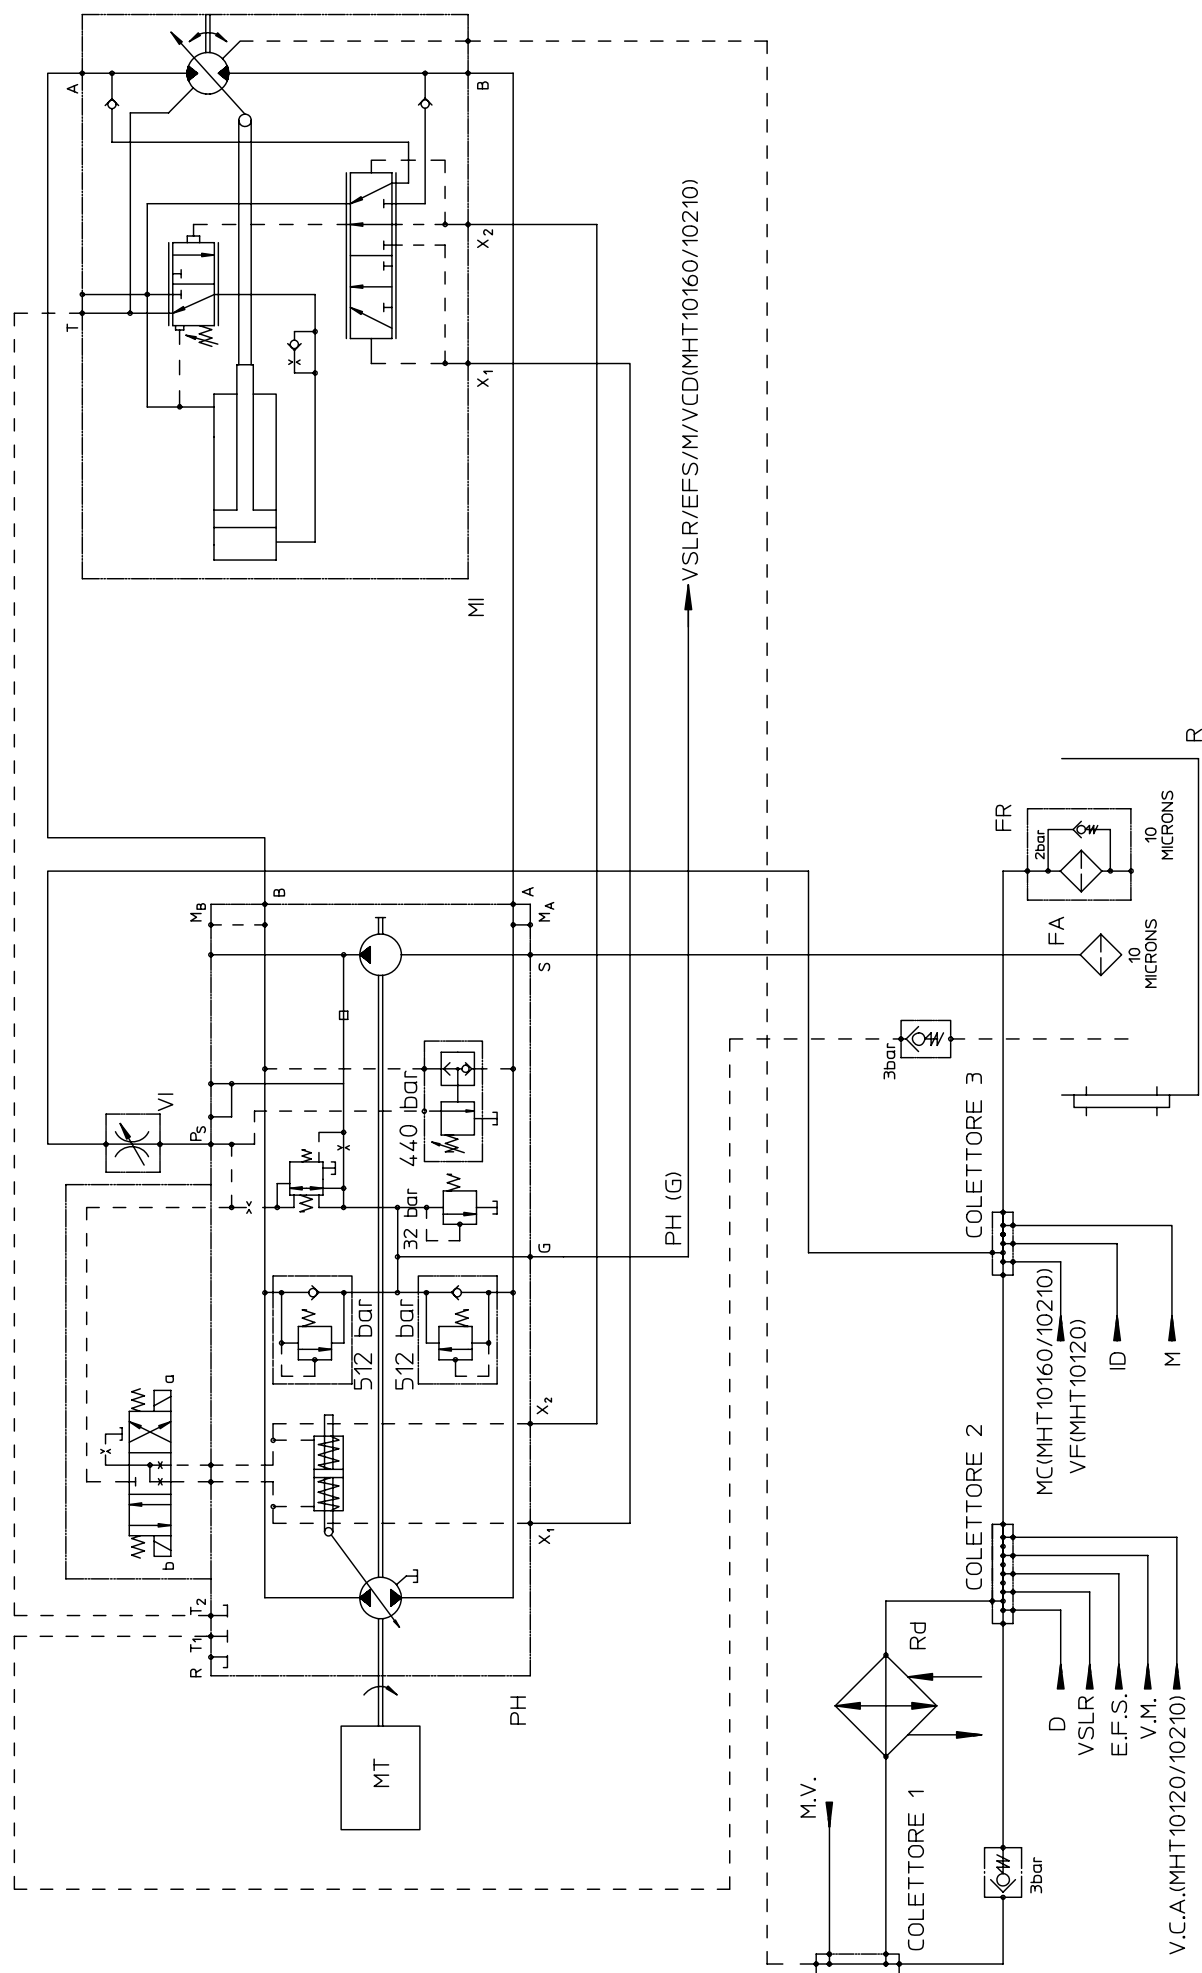 A
B
T
X2
X1
MI
VSLR/EFS/M/VCD(MHT10160/10210)
VI
MB
B
PS
A
MA
S
440 bar
32 bar
G
PH (G)
512 bar
512 bar
a
b
X2
X1
T2
T1
R
PH
MT
FR
2bar
10
MICRONS
R
FA
10
MICRONS
3bar
COLETTORE 3
MC(MHT10160/10210)
VF(MHT10120)
ID
M
COLETTORE 2
Rd
D
VSLR
E.F.S.
V.M.
V.C.A.(MHT10120/10210)
M.V.
COLETTORE 1
3bar